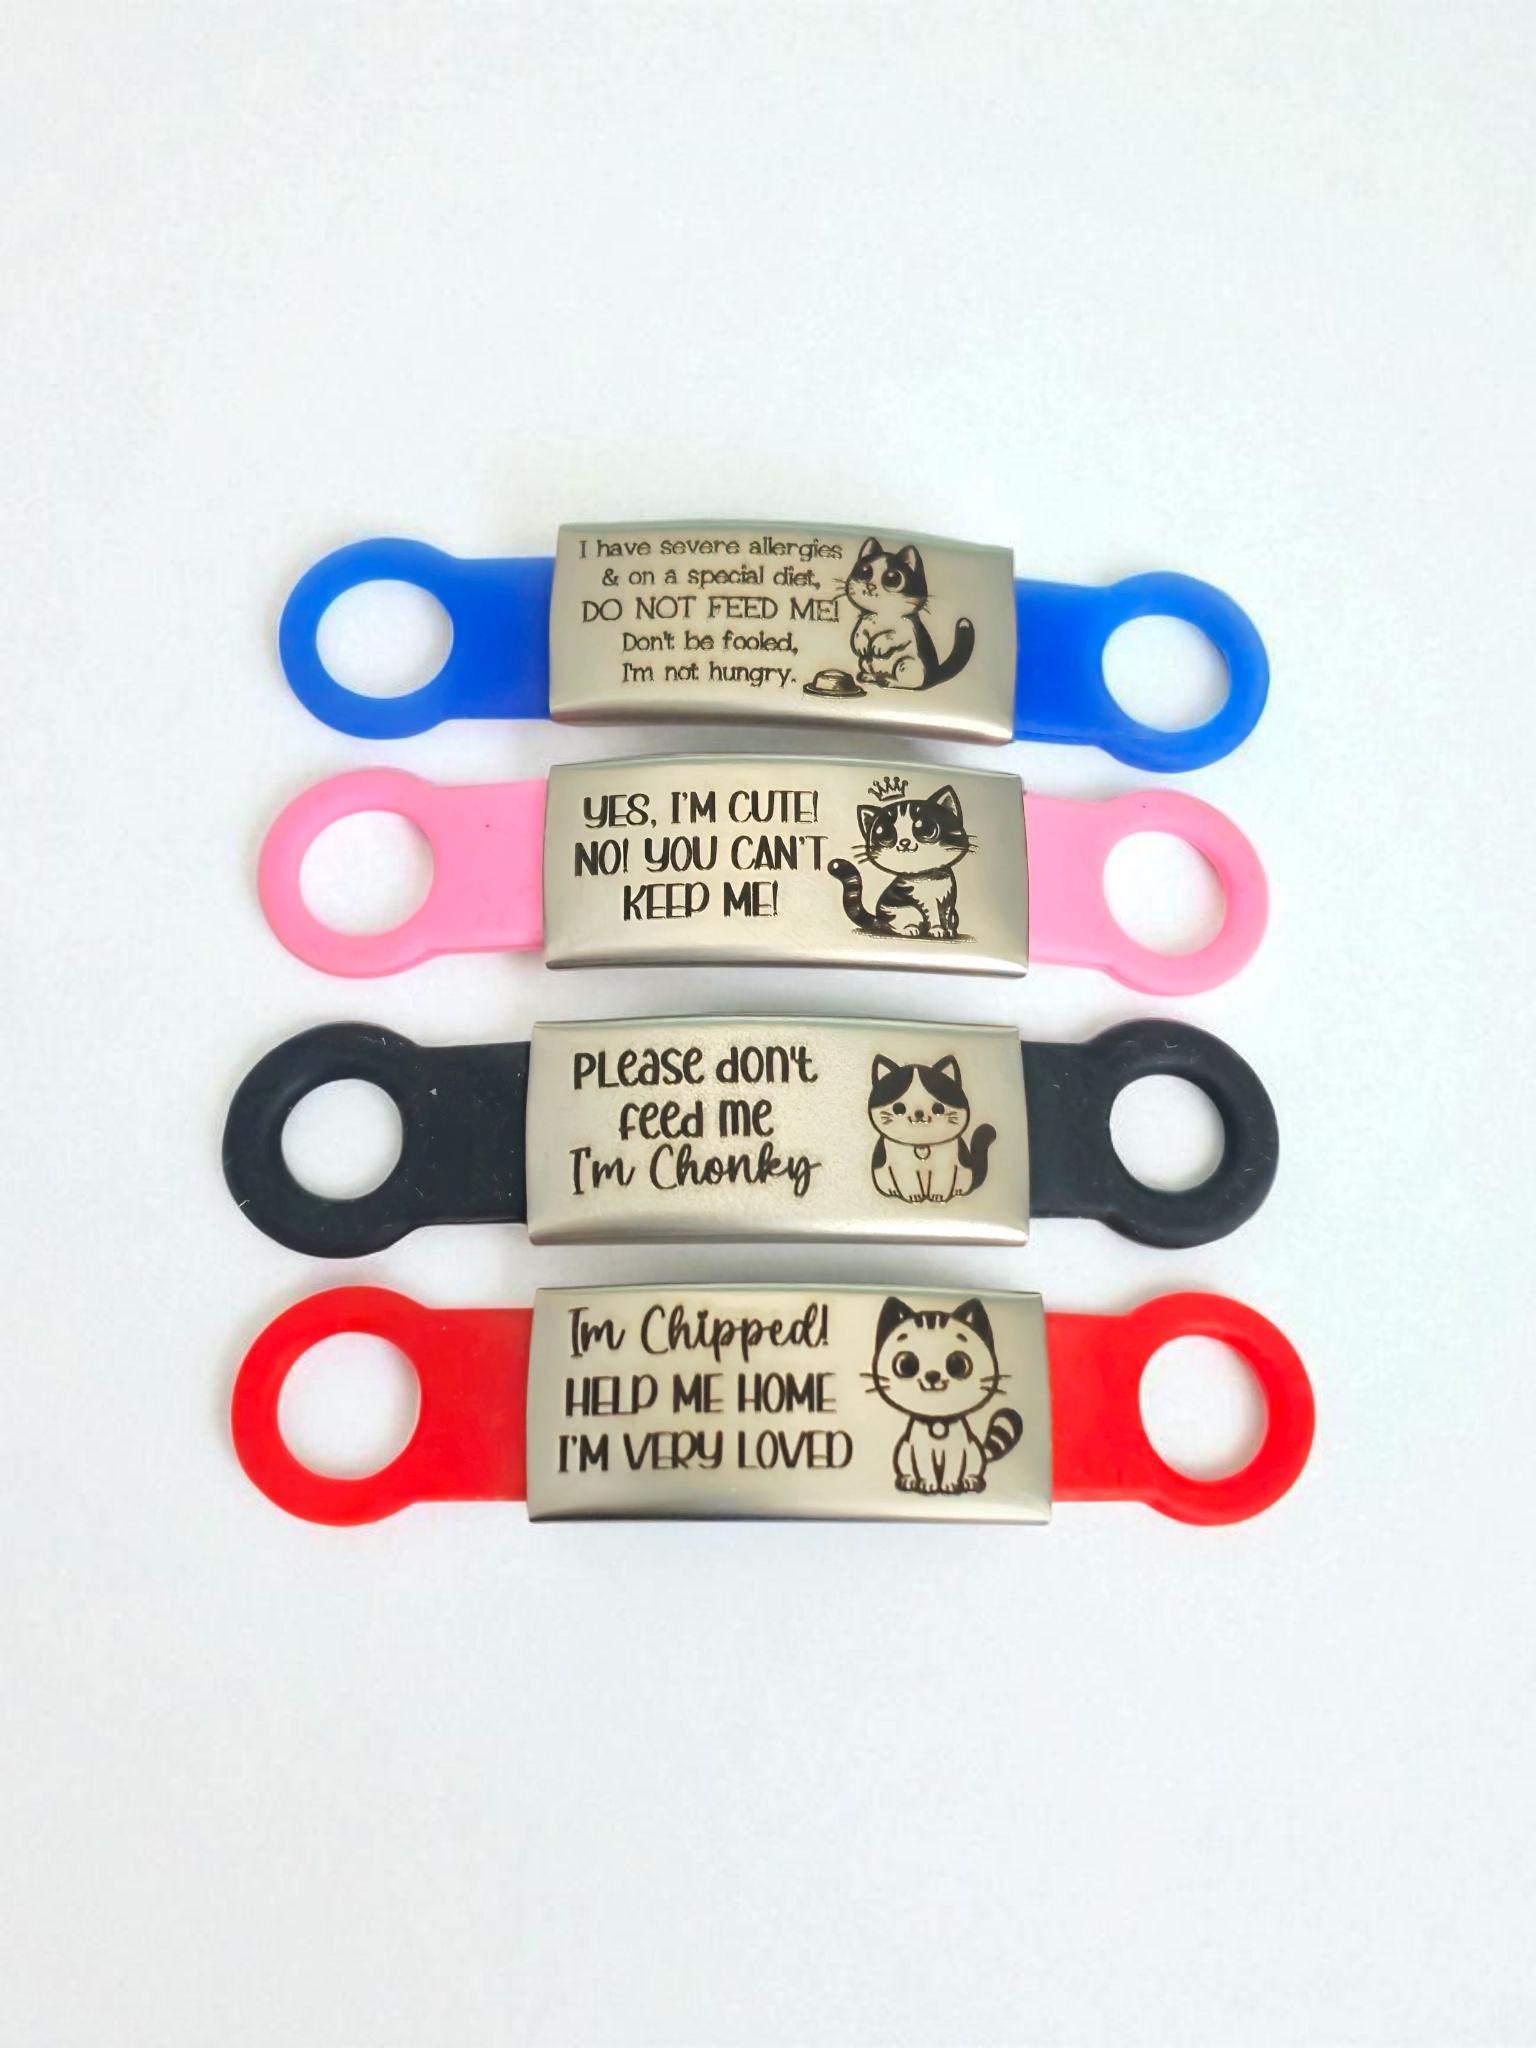 I have severe allergies
& on a special diet,
DO NOT FEED ME!
Don't be fooled,
I'm not hungry.
YES, I'M CUTE!
NO! YOU CAN'T
KEEP ME!
PLease don't
feed me
I'm Chonky
I'm Chipped!
HELP ME HOME
I'M VERY LOVED